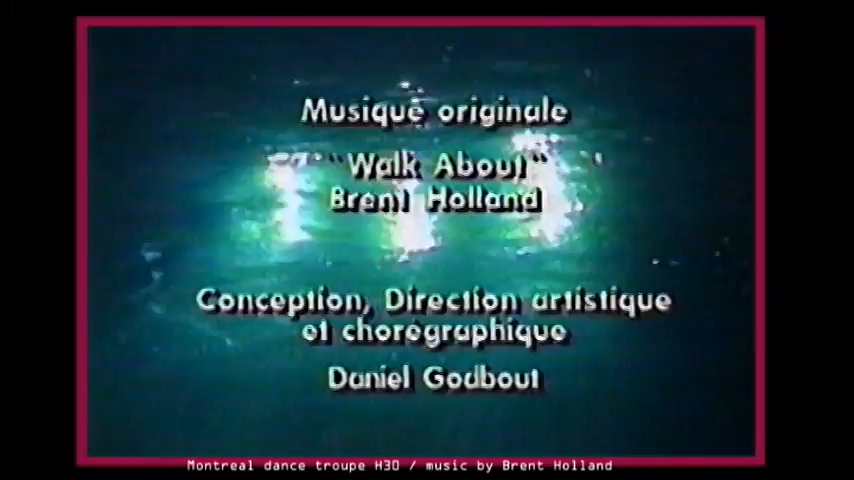 Musique originale
"Walk About"
Brent Holland
Conception, Direction artistique
et chorégraphique
Daniel Godbout
Montreal dance troupe H3O / music by Brent Holland